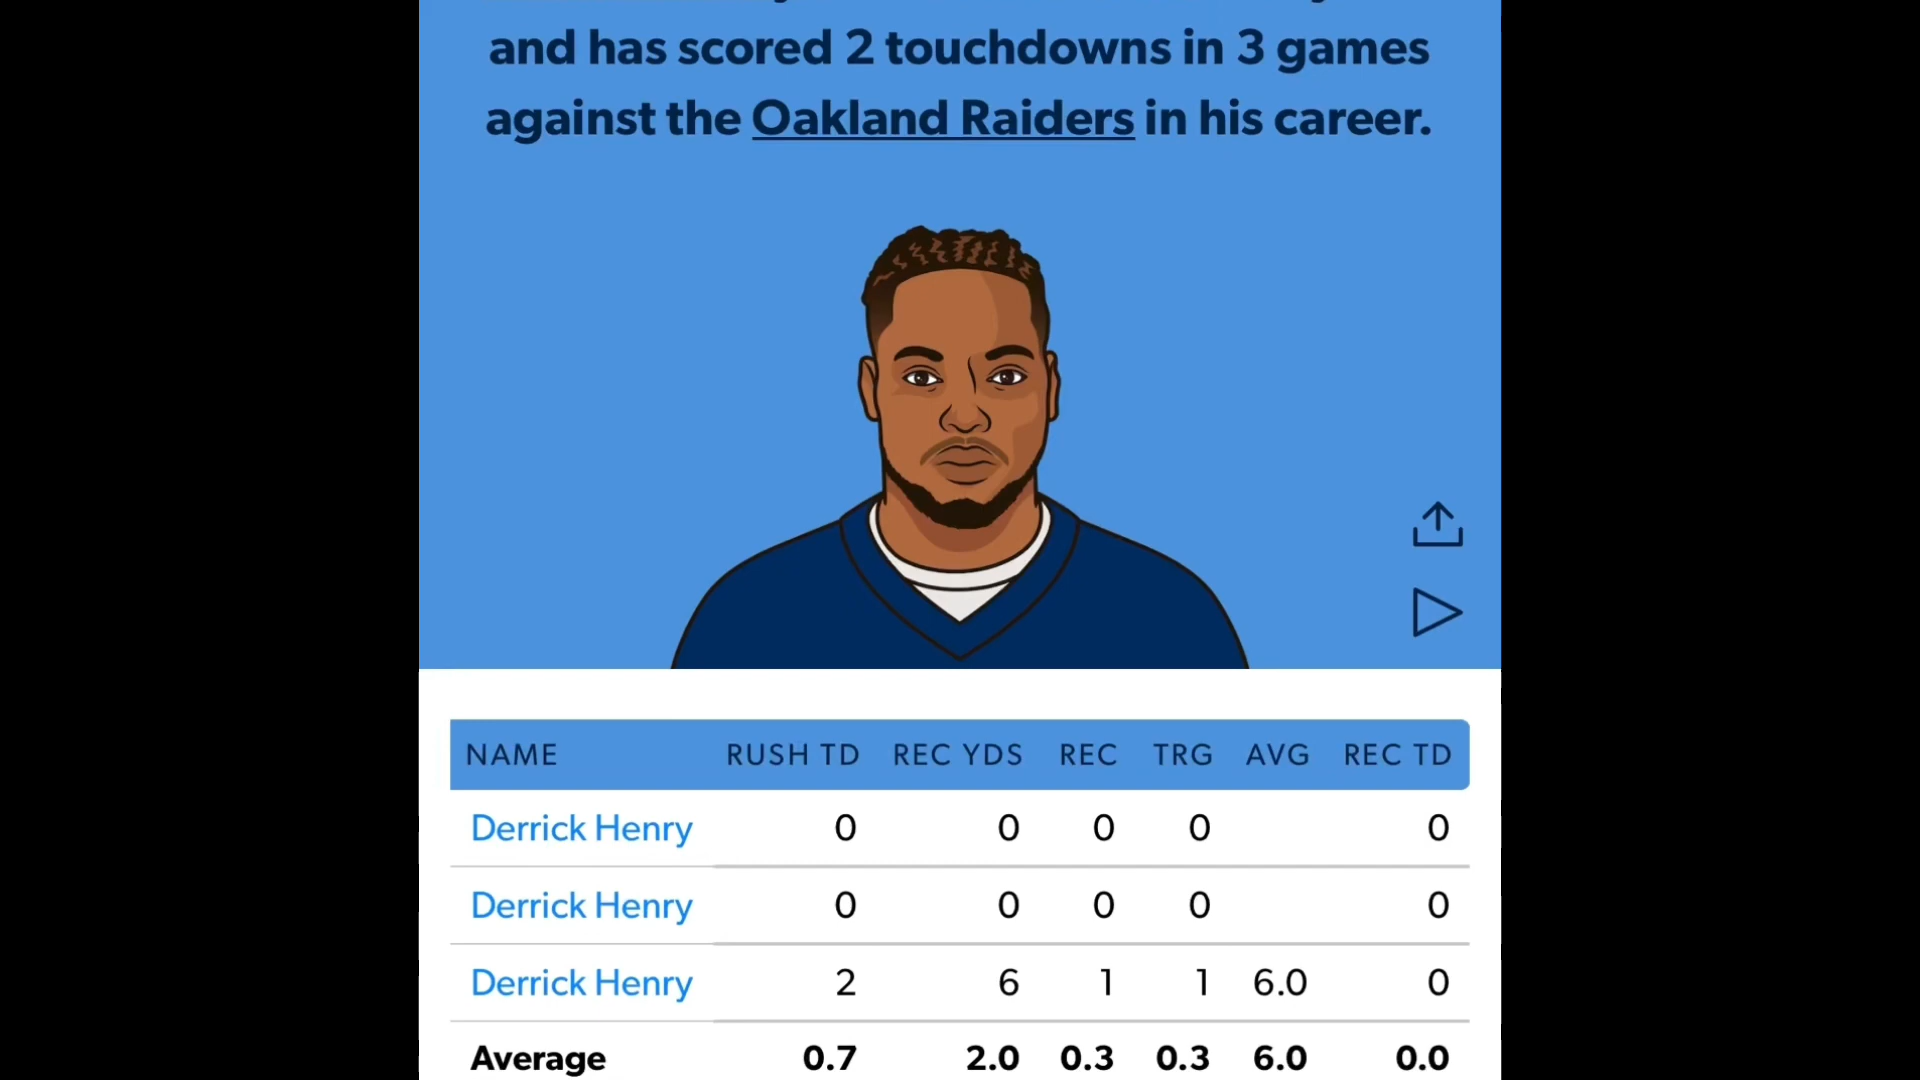 and has scored 2 touchdowns in 3 games
against the Oakland Raiders in his career.
NAME RUSH TD REC YDS REC TRG AVG REC TD
Derrick Henry 0 0 0 0 0
Derrick Henry 0 0 0 0 0
Derrick Henry 2 6 1 1 6.0 0
Average 0.7 2.0 0.3 0.3 6.0 0.0